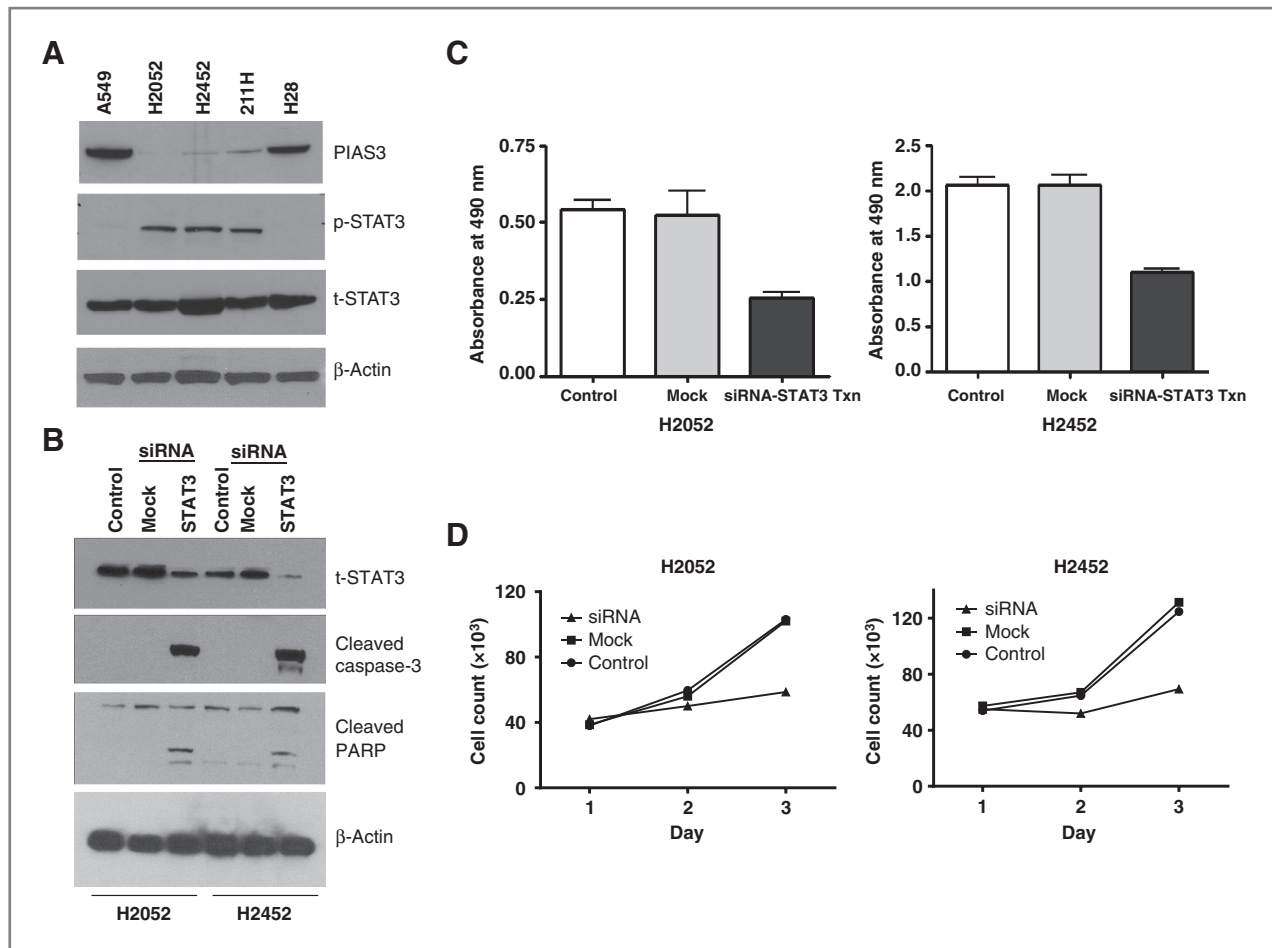 A
A549
H2052
H2452
211H
H28
PIAS3
p-STAT3
t-STAT3
β-Actin
B
siRNA
siRNA
Control
Mock
STAT3
Control
Mock
STAT3
t-STAT3
Cleaved
caspase-3
Cleaved
PARP
β-Actin
H2052
H2452
C
Absorbance at 490 nm
0.75
0.50
0.25
0.00
Control
Mock
siRNA-STAT3 Txn
H2052
Absorbance at 490 nm
2.5
2.0
1.5
1.0
0.5
0.0
Control
Mock
siRNA-STAT3 Txn
H2452
D
H2052
Cell count (×10³)
120
80
40
0
siRNA
Mock
Control
1
2
3
Day
H2452
Cell count (×10³)
120
80
40
0
siRNA
Mock
Control
1
2
3
Day